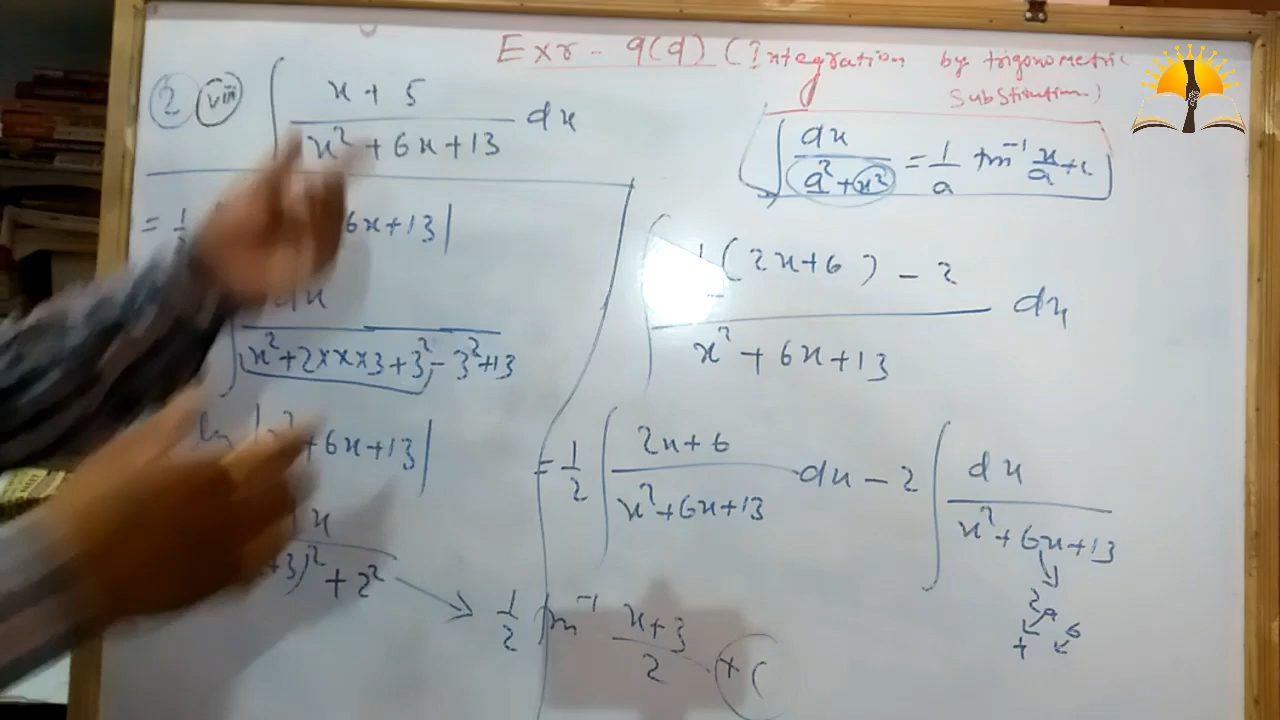 Exr - 9(d) (Integration by trigonometric
Substitution)
2 viii ∫ x + 5 / x² + 6x + 13 dx
∫ dx / a² + x² = 1/a tan⁻¹ x/a + c
= 6x + 13|
dx
x² + 2 × x × 3 + 3² - 3² + 13
+ 6x + 13|
x
+3)² + 2²
1/2 tan⁻¹ x+3 / 2 + C
∫ (2x+6) - 2 / x² + 6x + 13 dx
= 1/2 ∫ 2x + 6 / x² + 6x + 13 dx - 2 ∫ dx / x² + 6x + 13